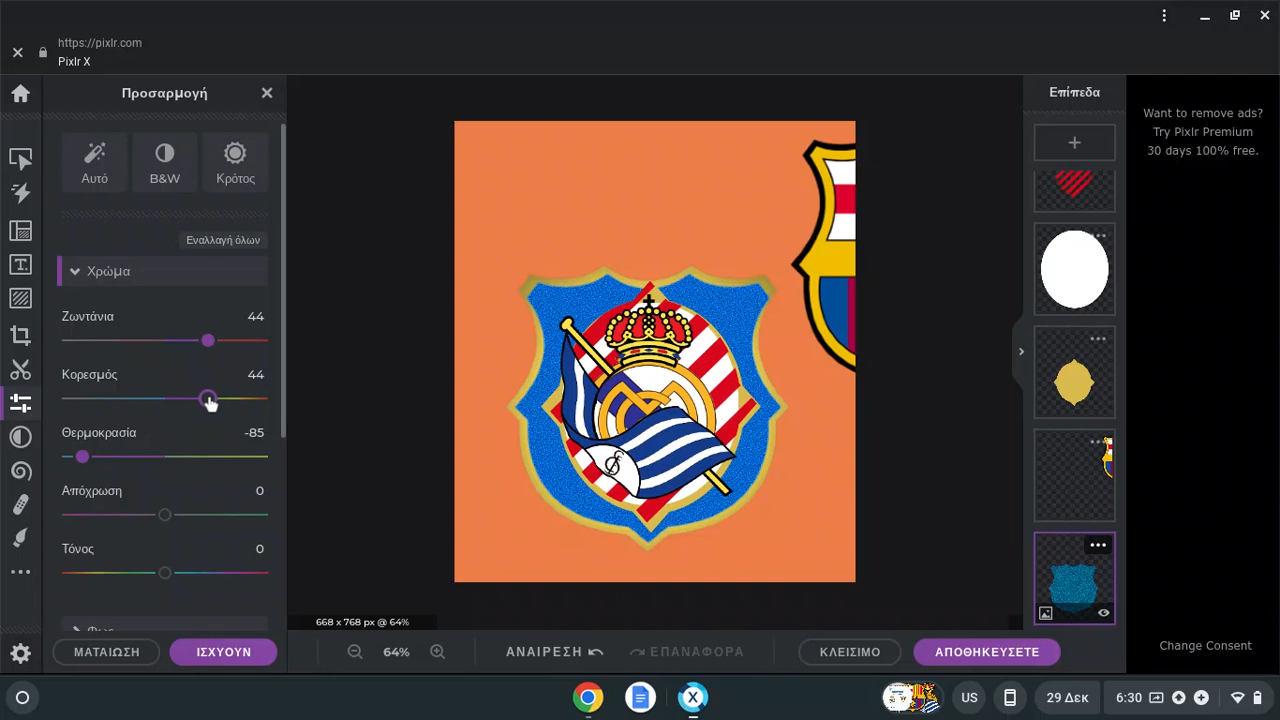 https://pixlr.com
Pixlr X
Προσαρμογή
Αυτό
B&W
Κρότος
Εναλλαγή όλων
Χρώμα
Ζωντάνια 44
Κορεσμός 44
Θερμοκρασία -85
Απόχρωση 0
Τόνος 0
Φως
ΜΑΤΑΙΩΣΗ
ΙΣΧΥΟΥΝ
668 x 768 px @ 64%
64%
ΑΝΑΙΡΕΣΗ
ΕΠΑΝΑΦΟΡΑ
ΚΛΕΙΣΙΜΟ
ΑΠΟΘΗΚΕΥΣΕΤΕ
Επίπεδα
Want to remove ads?
Try Pixlr Premium
30 days 100% free.
Change Consent
US
29 Δεκ
6:30